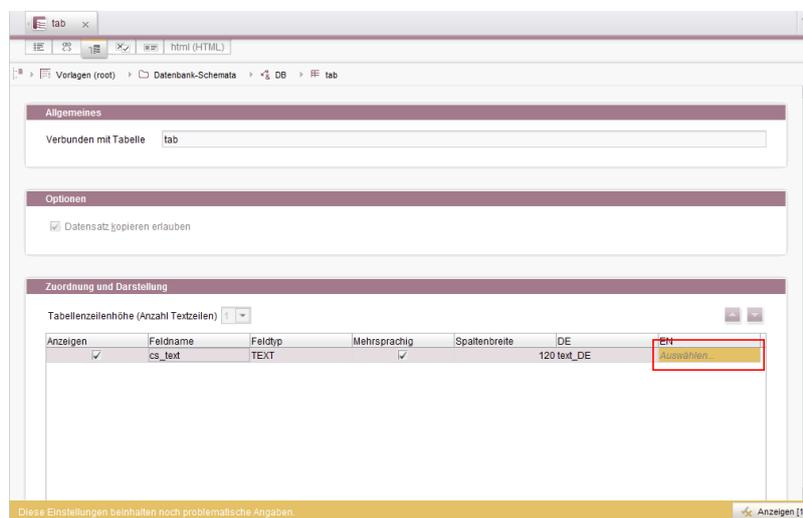 tab
html (HTML)
Vorlagen (root) Datenbank-Schemata DB tab
Allgemeines
Verbunden mit Tabelle tab
Optionen
Datensatz kopieren erlauben
Zuordnung und Darstellung
Tabellenzeilenhöhe (Anzahl Textzeilen) 1
Anzeigen Feldname Feldtyp Mehrsprachig Spaltenbreite DE EN
cs_text TEXT 120 text_DE Auswählen...
Diese Einstellungen beinhalten noch problematische Angaben. Anzeigen [1